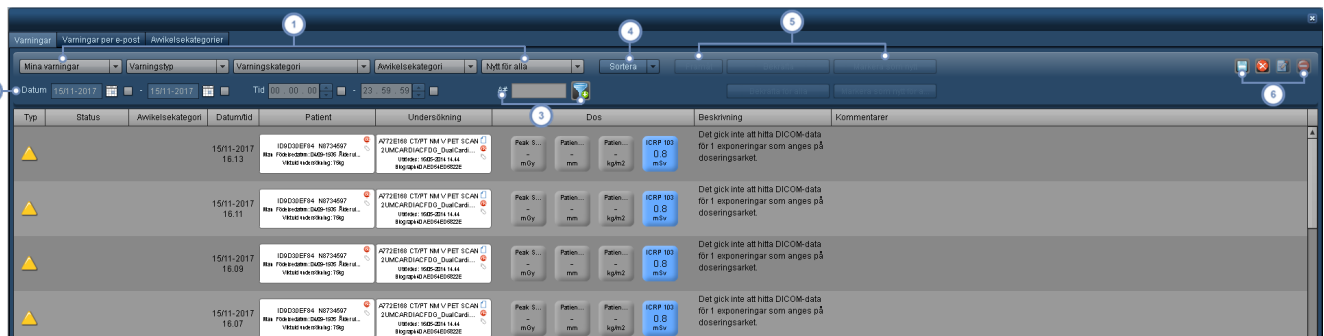 1
4
5
Varningar Varningar per e-post Avvikelsekategorier
Mina varningar Varningstyp Varningskategori Avvikelsekategori Nytt för alla Sortera
Datum 15/11-2017 - 15/11-2017 Tid 00 . 00 . 00 - 23 . 59 . 59 A#
3
6
Typ Status Avvikelsekategori Datum/tid Patient Undersökning Dos Beskrivning Kommentarer
15/11-2017
16.13
ID9D30EF84 N8734597
A772E168 CT/PT NM V PET SCAN
2UMCARDIACFDG_DualCardi...
Peak S...
-
mGy
Patien...
-
mm
Patien...
-
kg/m2
ICRP 103
0.8
mSv
Det gick inte att hitta DICOM-data
för 1 exponeringar som anges på
doseringsarket.
15/11-2017
16.11
ID9D30EF84 N8734597
A772E168 CT/PT NM V PET SCAN
2UMCARDIACFDG_DualCardi...
Peak S...
-
mGy
Patien...
-
mm
Patien...
-
kg/m2
ICRP 103
0.8
mSv
Det gick inte att hitta DICOM-data
för 1 exponeringar som anges på
doseringsarket.
15/11-2017
16.09
ID9D30EF84 N8734597
A772E168 CT/PT NM V PET SCAN
2UMCARDIACFDG_DualCardi...
Peak S...
-
mGy
Patien...
-
mm
Patien...
-
kg/m2
ICRP 103
0.8
mSv
Det gick inte att hitta DICOM-data
för 1 exponeringar som anges på
doseringsarket.
15/11-2017
16.07
ID9D30EF84 N8734597
A772E168 CT/PT NM V PET SCAN
2UMCARDIACFDG_DualCardi...
Peak S...
-
mGy
Patien...
-
mm
Patien...
-
kg/m2
ICRP 103
0.8
mSv
Det gick inte att hitta DICOM-data
för 1 exponeringar som anges på
doseringsarket.